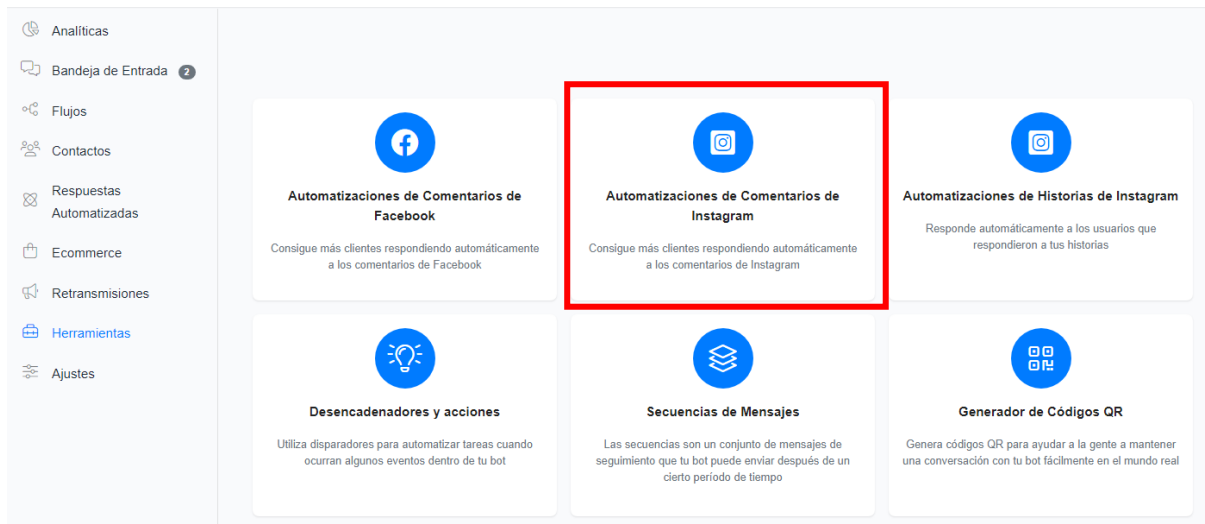 Analíticas
Bandeja de Entrada 2
Flujos
Contactos
Respuestas
Automatizadas
Ecommerce
Retransmisiones
Herramientas
Ajustes
Automatizaciones de Comentarios de
Facebook
Consigue más clientes respondiendo automáticamente
a los comentarios de Facebook
Automatizaciones de Comentarios de
Instagram
Consigue más clientes respondiendo automáticamente
a los comentarios de Instagram
Automatizaciones de Historias de Instagram
Responde automáticamente a los usuarios que
respondieron a tus historias
Desencadenadores y acciones
Utiliza disparadores para automatizar tareas cuando
ocurran algunos eventos dentro de tu bot
Secuencias de Mensajes
Las secuencias son un conjunto de mensajes de
seguimiento que tu bot puede enviar después de un
cierto período de tiempo
Generador de Códigos QR
Genera códigos QR para ayudar a la gente a mantener
una conversación con tu bot fácilmente en el mundo real